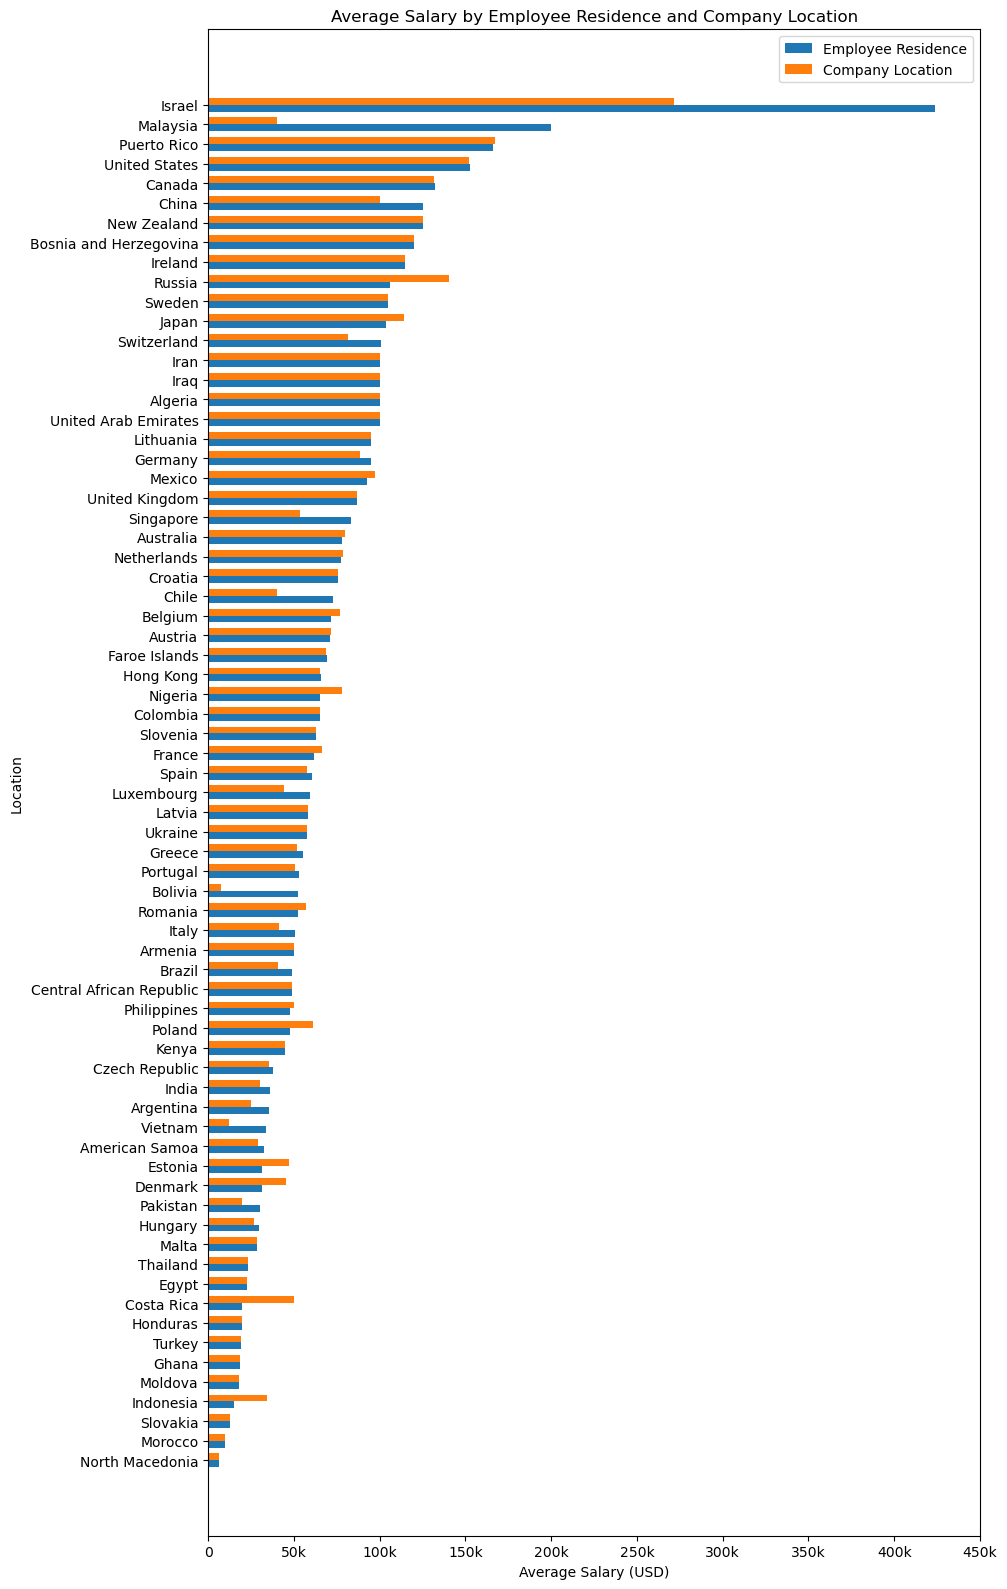 Average Salary by Employee Residence and Company Location
Employee Residence
Company Location
Israel
Malaysia
Puerto Rico
United States
Canada
China
New Zealand
Bosnia and Herzegovina
Ireland
Russia
Sweden
Japan
Switzerland
Iran
Iraq
Algeria
United Arab Emirates
Lithuania
Germany
Mexico
United Kingdom
Singapore
Australia
Netherlands
Croatia
Chile
Belgium
Austria
Faroe Islands
Hong Kong
Nigeria
Colombia
Slovenia
France
Spain
Luxembourg
Latvia
Ukraine
Greece
Portugal
Bolivia
Romania
Italy
Armenia
Brazil
Central African Republic
Philippines
Poland
Kenya
Czech Republic
India
Argentina
Vietnam
American Samoa
Estonia
Denmark
Pakistan
Hungary
Malta
Thailand
Egypt
Costa Rica
Honduras
Turkey
Ghana
Moldova
Indonesia
Slovakia
Morocco
North Macedonia
Location
0 50k 100k 150k 200k 250k 300k 350k 400k 450k
Average Salary (USD)